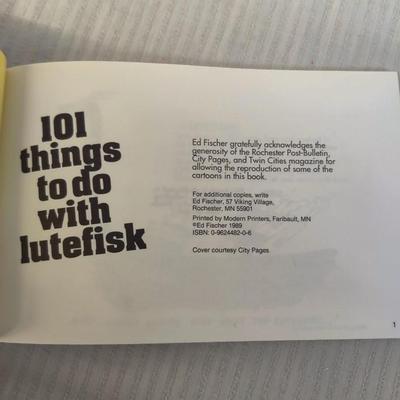 101
things
to do
with
lutefisk
Ed Fischer gratefully acknowledges the
generosity of the Rochester Post-Bulletin,
City Pages, and Twin Cities magazine for
allowing the reproduction of some of the
cartoons in this book.
For additional copies, write
Ed Fischer, 57 Viking Village,
Rochester, MN 55901
Printed by Modern Printers, Faribault, MN
©Ed Fischer 1989
ISBN: 0-9624482-0-6
Cover courtesy City Pages.
1